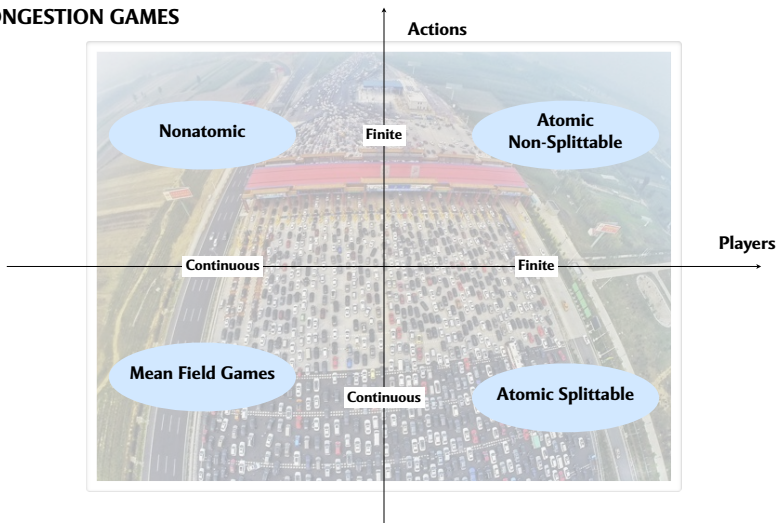 ONGESTION GAMES
Actions
Nonatomic
Finite
Atomic
Non-Splittable
Players
Continuous
Finite
Mean Field Games
Continuous
Atomic Splittable